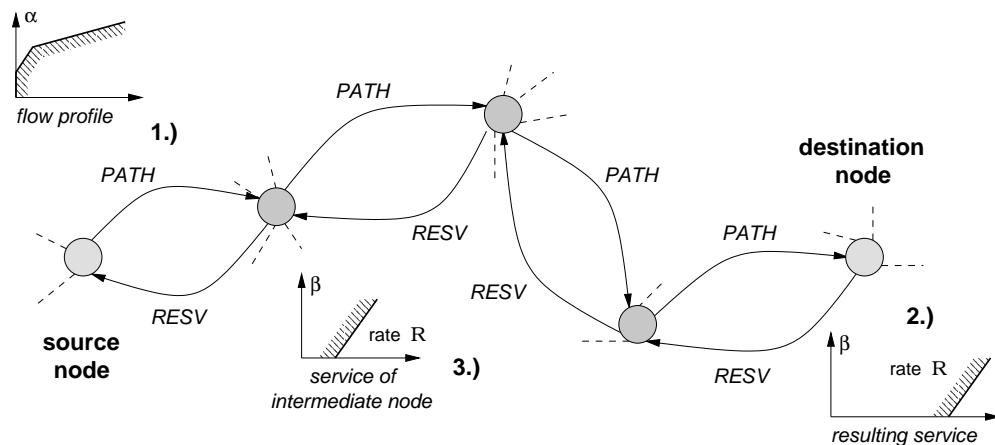 α
flow profile
1.)
PATH
source
node
RESV
PATH
RESV
β
rate R
service of
intermediate node
3.)
PATH
RESV
PATH
RESV
destination
node
2.)
β
rate R
resulting service